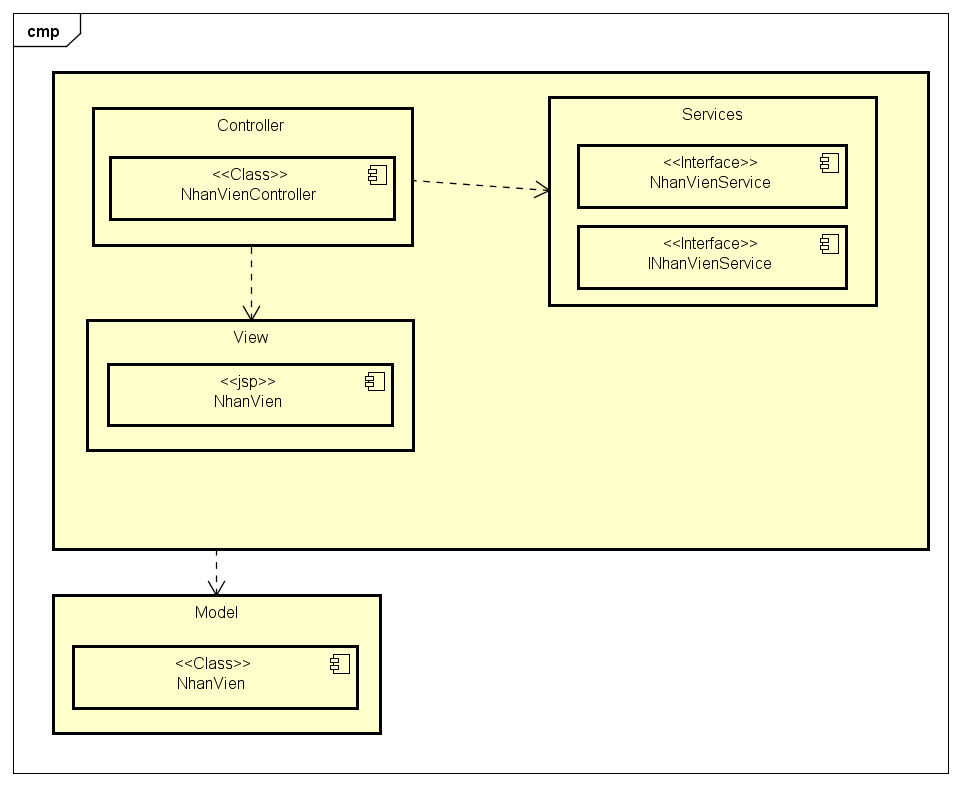 cmp
Controller
<<Class>>
NhanVienController
Services
<<Interface>>
NhanVienService
<<Interface>>
INhanVienService
View
<<jsp>>
NhanVien
Model
<<Class>>
NhanVien